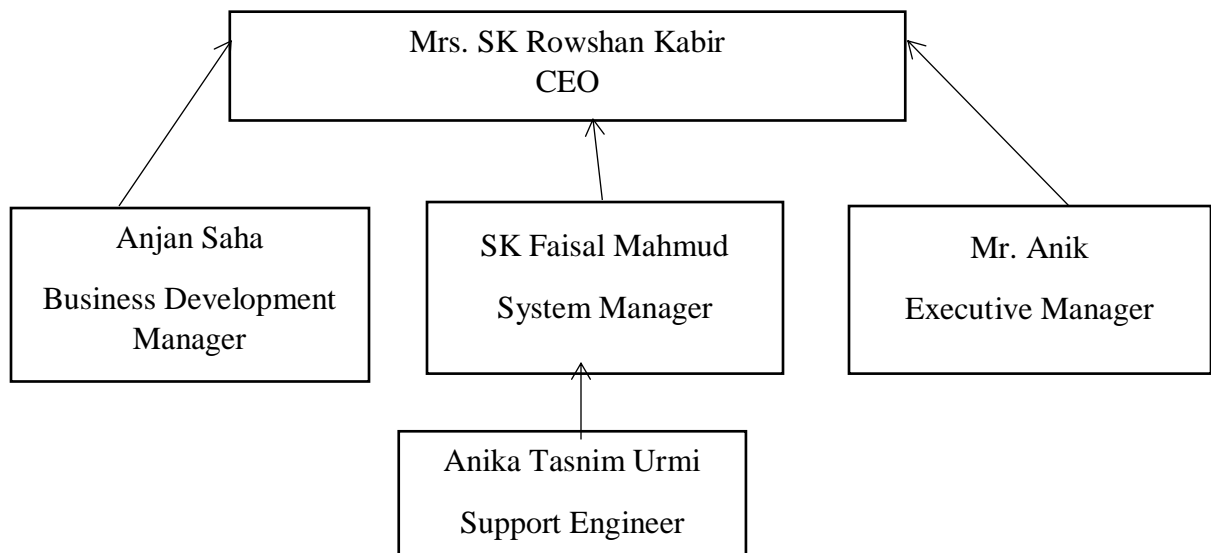 Mrs. SK Rowshan Kabir
CEO
Anjan Saha
Business Development
Manager
SK Faisal Mahmud
System Manager
Mr. Anik
Executive Manager
Anika Tasnim Urmi
Support Engineer